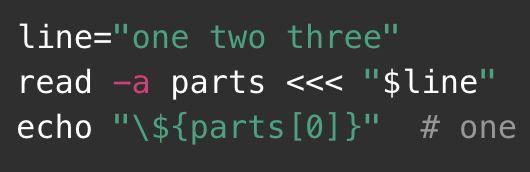 line="one two three"
read -a parts <<< "$line"
echo "\${parts[0]}"  # one